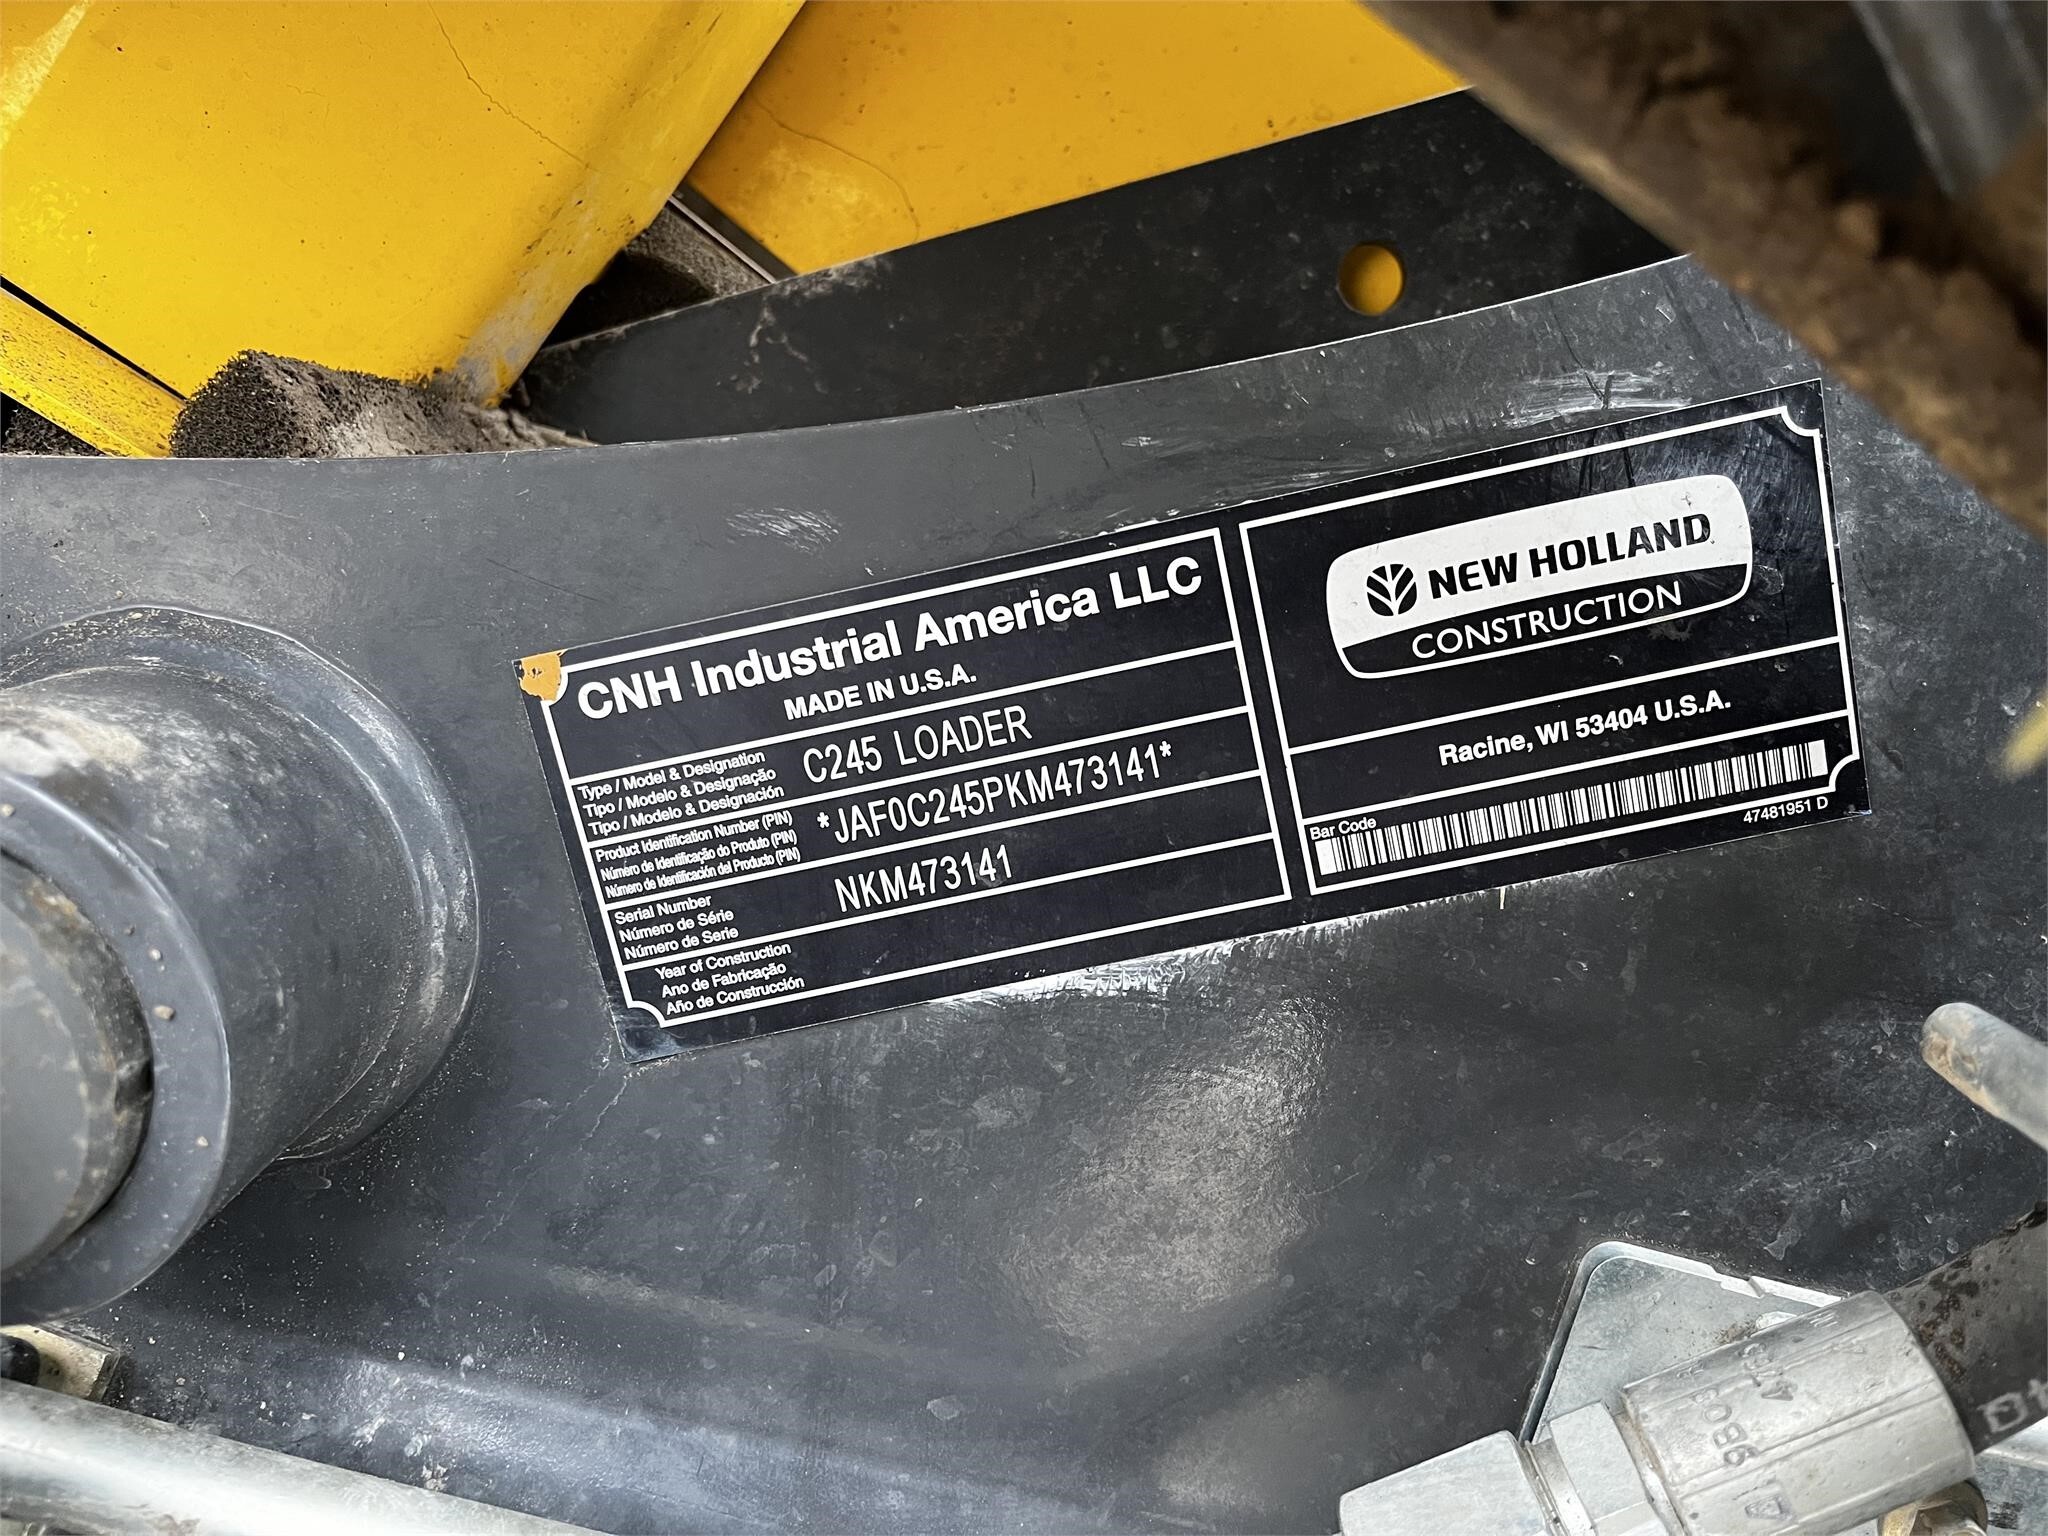 CNH Industrial America LLC
MADE IN U.S.A.
Type / Model & Designation
Tipo / Modelo & Designação
Tipo / Modelo & Designación
C245 LOADER
Product Identification Number (PIN)
Número de Identificação do Produto (PIN)
Número de Identificación del Producto (PIN)
*JAF0C245PKM473141*
Serial Number
Número de Série
Número de Serie
NKM473141
Year of Construction
Ano de Fabricação
Año de Construcción
NEW HOLLAND
CONSTRUCTION
Racine, WI 53404 U.S.A.
Bar Code
47481951 D